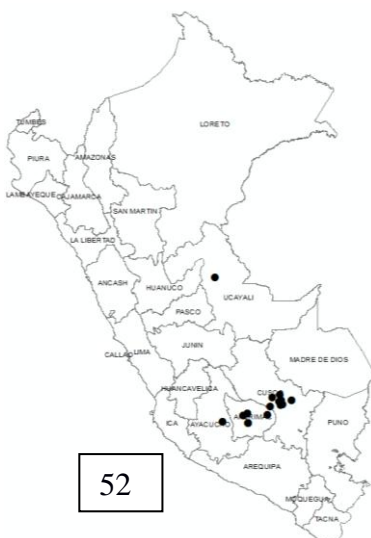 TUMBES
LORETO
PIURA
AMAZONAS
LAMBAYEQUE
CAJAMARCA
SAN MARTIN
LA LIBERTAD
ANCASH
HUANUCO
UCAYALI
PASCO
JUNIN
CALLAO
LIMA
MADRE DE DIOS
HUANCAVELICA
CUSCO
ICA
AYACUCHO
PUNO
AREQUIPA
52
MOQUEGUA
TACNA